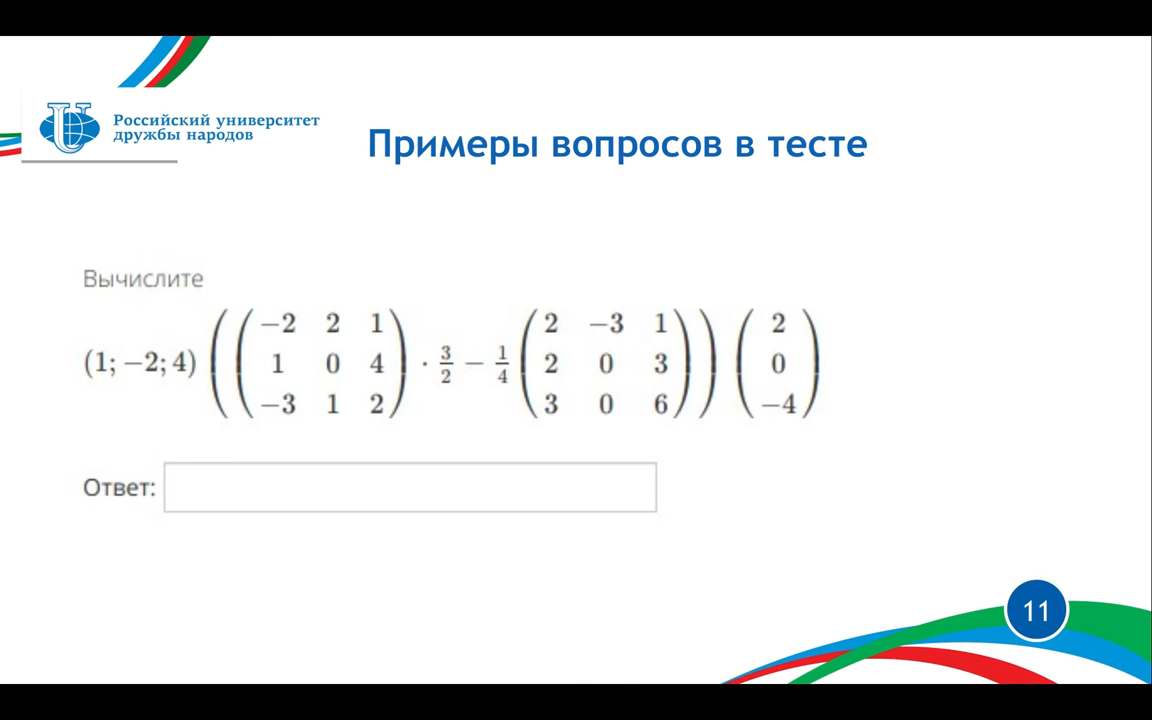 Российский университет
дружбы народов
Примеры вопросов в тесте
Вычислите
(1; −2; 4) ( ( −2 2 1
1 0 4
−3 1 2 ) · 3/2 − 1/4 ( 2 −3 1
2 0 3
3 0 6 ) ) ( 2
0
−4 )
Ответ:
11